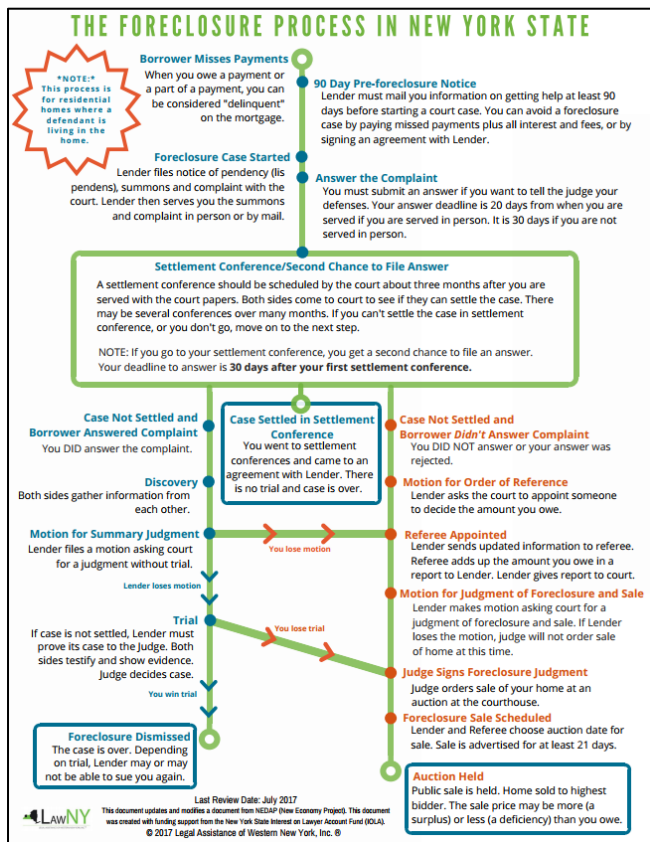 THE FORECLOSURE PROCESS IN NEW YORK STATE
*NOTE:*
This process is
for residential
homes where a
defendant is
living in the
home.
Borrower Misses Payments
When you owe a payment or
a part of a payment, you can
be considered "delinquent"
on the mortgage.
90 Day Pre-foreclosure Notice
Lender must mail you information on getting help at least 90
days before starting a court case. You can avoid a foreclosure
case by paying missed payments plus all interest and fees, or by
signing an agreement with Lender.
Foreclosure Case Started
Lender files notice of pendency (lis
pendens), summons and complaint with the
court. Lender then serves you the summons
and complaint in person or by mail.
Answer the Complaint
You must submit an answer if you want to tell the judge your
defenses. Your answer deadline is 20 days from when you are
served if you are served in person. It is 30 days if you are not
served in person.
Settlement Conference/Second Chance to File Answer
A settlement conference should be scheduled by the court about three months after you are
served with the court papers. Both sides come to court to see if they can settle the case. There
may be several conferences over many months. If you can't settle the case in settlement
conference, or you don't go, move on to the next step.
NOTE: If you go to your settlement conference, you get a second chance to file an answer.
Your deadline to answer is 30 days after your first settlement conference.
Case Not Settled and
Borrower Answered Complaint
You DID answer the complaint.
Discovery
Both sides gather information from
each other.
Motion for Summary Judgment
Lender files a motion asking court
for a judgment without trial.
Lender loses motion
Trial
If case is not settled, Lender must
prove its case to the Judge. Both
sides testify and show evidence.
Judge decides case.
You win trial
Foreclosure Dismissed
The case is over. Depending
on trial, Lender may or may
not be able to sue you again.
Case Settled in Settlement
Conference
You went to settlement
conferences and came to an
agreement with Lender. There
is no trial and case is over.
You lose motion
You lose trial
Case Not Settled and
Borrower Didn't Answer Complaint
You DID NOT answer or your answer was
rejected.
Motion for Order of Reference
Lender asks the court to appoint someone
to decide the amount you owe.
Referee Appointed
Lender sends updated information to referee.
Referee adds up the amount you owe in a
report to Lender. Lender gives report to court.
Motion for Judgment of Foreclosure and Sale
Lender makes motion asking court for a
judgment of foreclosure and sale. If Lender
loses the motion, judge will not order sale
of home at this time.
Judge Signs Foreclosure Judgment
Judge orders sale of your home at an
auction at the courthouse.
Foreclosure Sale Scheduled
Lender and Referee choose auction date for
sale. Sale is advertised for at least 21 days.
Auction Held
Public sale is held. Home sold to highest
bidder. The sale price may be more (a
surplus) or less (a deficiency) than you owe.
LAWNY
Last Review Date: July 2017
This document updates and modifies a document from NEDAP (New Economy Project). This document
was created with funding support from the New York State Interest on Lawyer Account Fund (IOLA).
© 2017 Legal Assistance of Western New York, Inc. ®